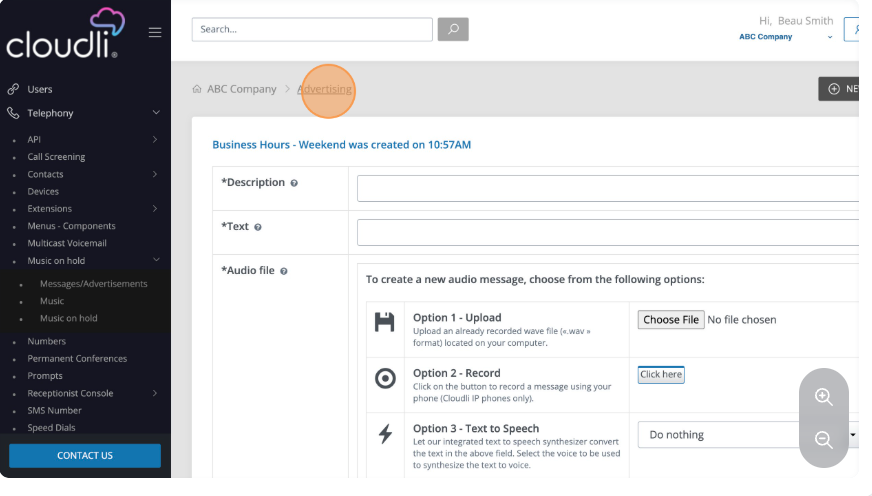 cloudli®
Search...
Hi, Beau Smith
ABC Company
Users
Telephony
API
Call Screening
Contacts
Devices
Extensions
Menus - Components
Multicast Voicemail
Music on hold
Messages/Advertisements
Music
Music on hold
Numbers
Permanent Conferences
Prompts
Receptionist Console
SMS Number
Speed Dials
CONTACT US
ABC Company > Advertising
NE
Business Hours - Weekend was created on 10:57AM
*Description
*Text
*Audio file
To create a new audio message, choose from the following options:
Option 1 - Upload
Upload an already recorded wave file («.wav »
format) located on your computer.
Choose File No file chosen
Option 2 - Record
Click on the button to record a message using your
phone (Cloudli IP phones only).
Click here
Option 3 - Text to Speech
Let our integrated text to speech synthesizer convert
the text in the above field. Select the voice to be used
to synthesize the text to voice.
Do nothing